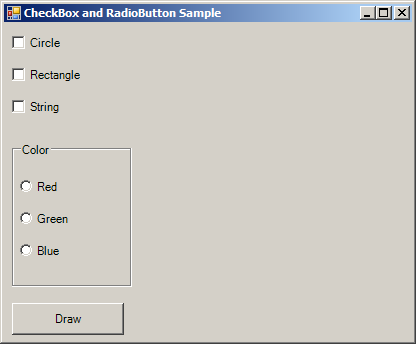 CheckBox and RadioButton Sample
Circle
Rectangle
String
Color
Red
Green
Blue
Draw